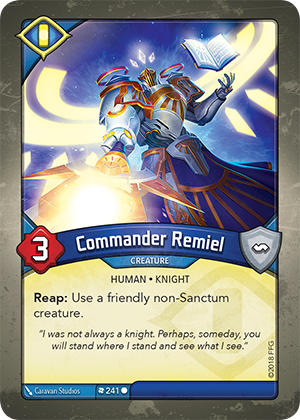 Commander Remiel
CREATURE
3
HUMAN • KNIGHT
Reap: Use a friendly non-Sanctum
creature.
“I was not always a knight. Perhaps, someday, you
will stand where I stand and see what I see.”
Caravan Studios
241
©2018 FFG